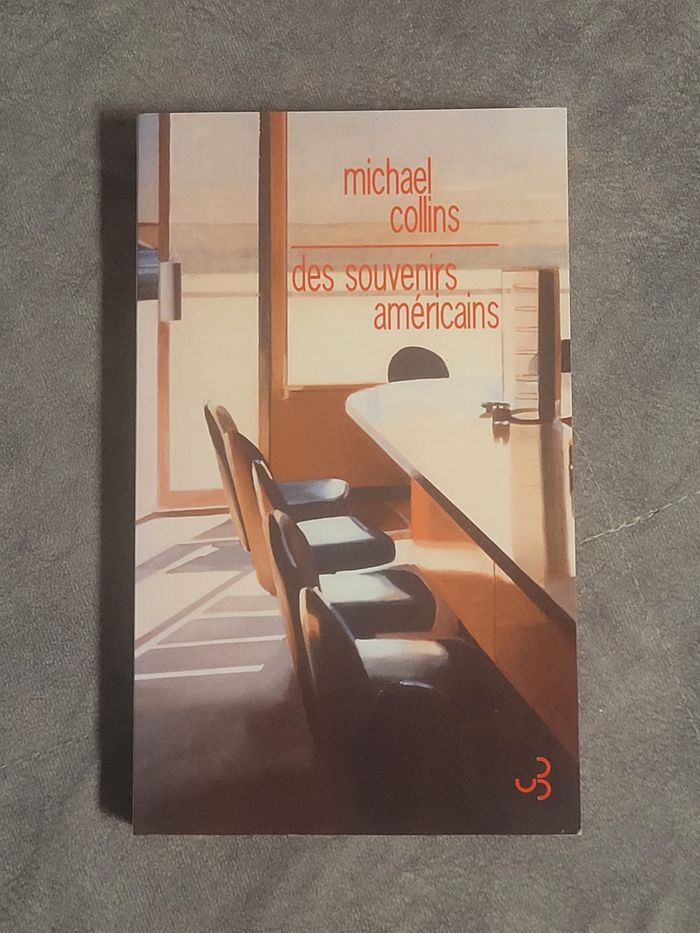 michael
collins
des souvenirs
américains